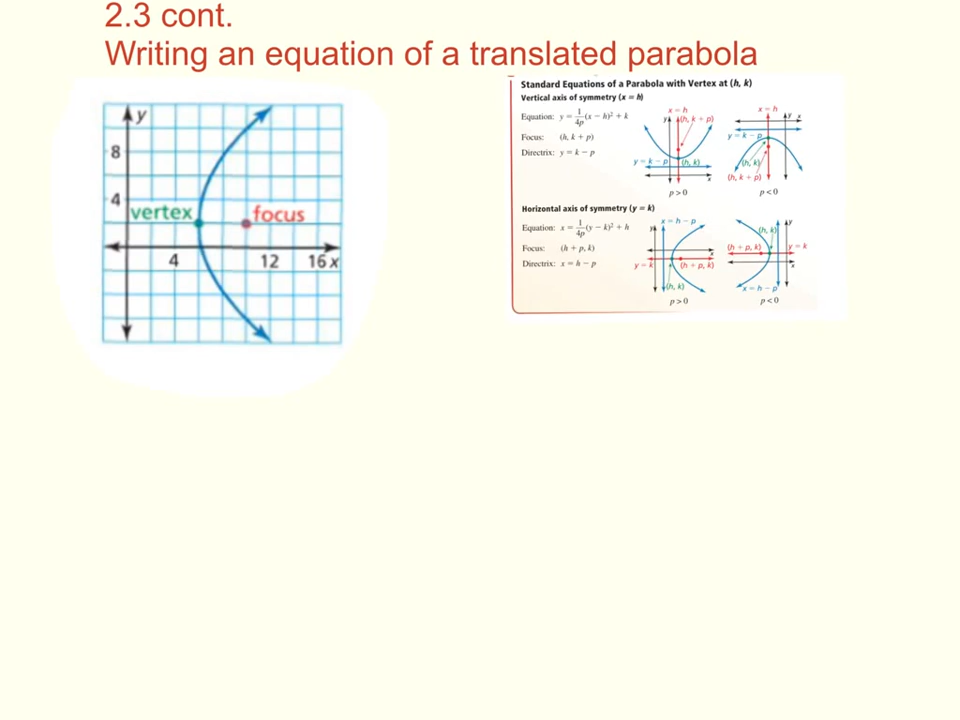 2.3 cont.
Writing an equation of a translated parabola
y
8
4
vertex
focus
4 12 16 x
Standard Equations of a Parabola with Vertex at (h, k)
Vertical axis of symmetry (x = h)
Equation: y = 1/4p (x − h)² + k
Focus: (h, k + p)
Directrix: y = k − p
x = h
y
(h, k + p)
y = k − p
(h, k)
x
p > 0
x = h
y x
y = k − p
(h, k)
(h, k + p)
p < 0
Horizontal axis of symmetry (y = k)
Equation: x = 1/4p (y − k)² + h
Focus: (h + p, k)
Directrix: x = h − p
x = h − p
y
y = k
(h + p, k)
x
(h, k)
p > 0
y
(h, k)
(h + p, k)
y = k
x
x = h − p
p < 0